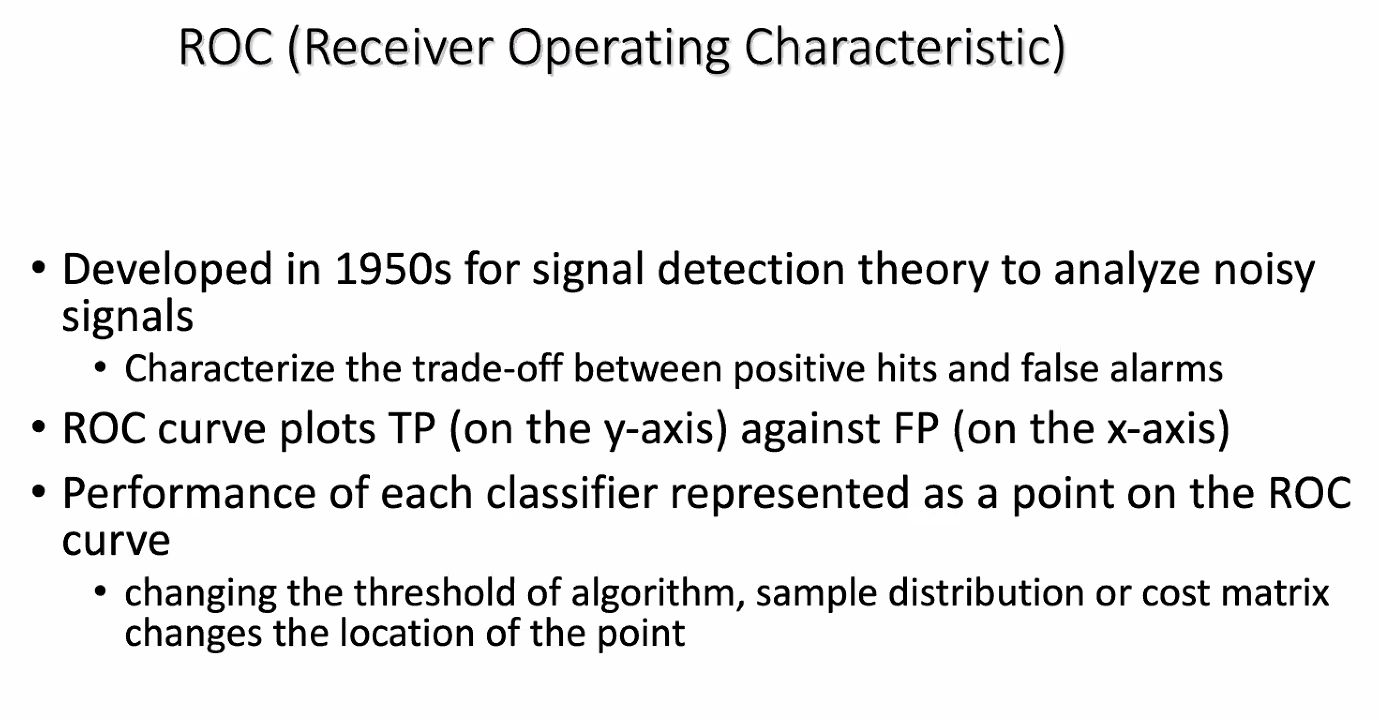 ROC (Receiver Operating Characteristic)
• Developed in 1950s for signal detection theory to analyze noisy
signals
• Characterize the trade-off between positive hits and false alarms
• ROC curve plots TP (on the y-axis) against FP (on the x-axis)
• Performance of each classifier represented as a point on the ROC
curve
• changing the threshold of algorithm, sample distribution or cost matrix
changes the location of the point